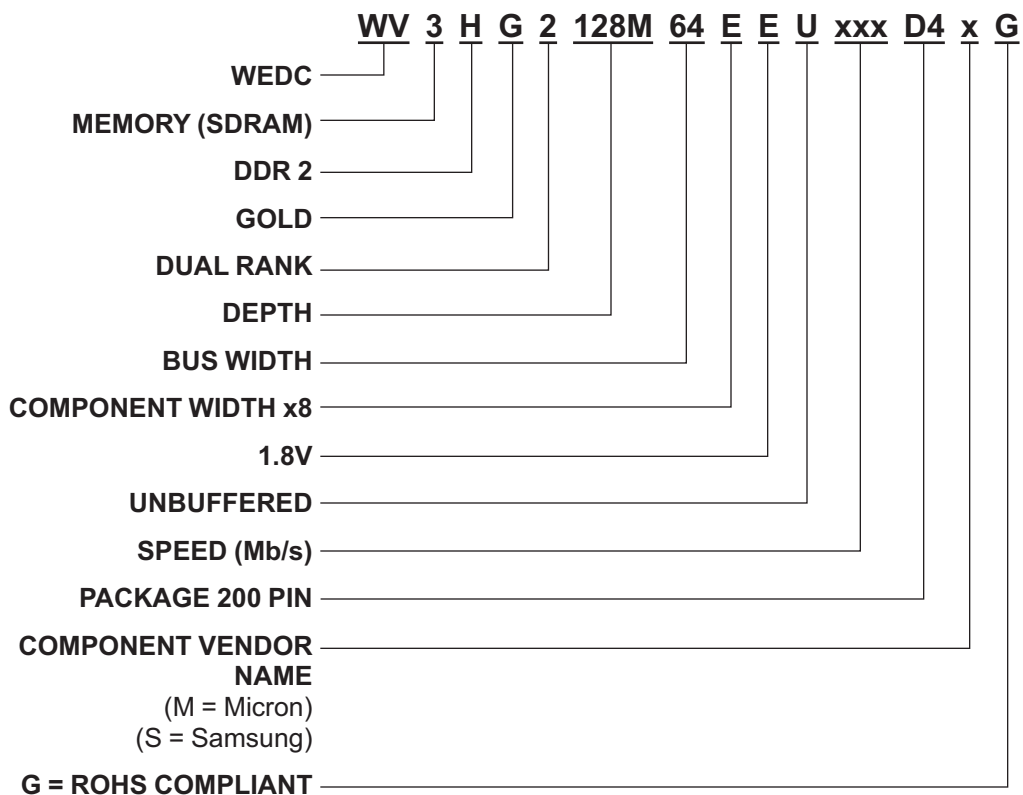 WV 3 H G 2 128M 64 E E U xxx D4 x G
WEDC
MEMORY (SDRAM)
DDR 2
GOLD
DUAL RANK
DEPTH
BUS WIDTH
COMPONENT WIDTH x8
1.8V
UNBUFFERED
SPEED (Mb/s)
PACKAGE 200 PIN
COMPONENT VENDOR
NAME
(M = Micron)
(S = Samsung)
G = ROHS COMPLIANT